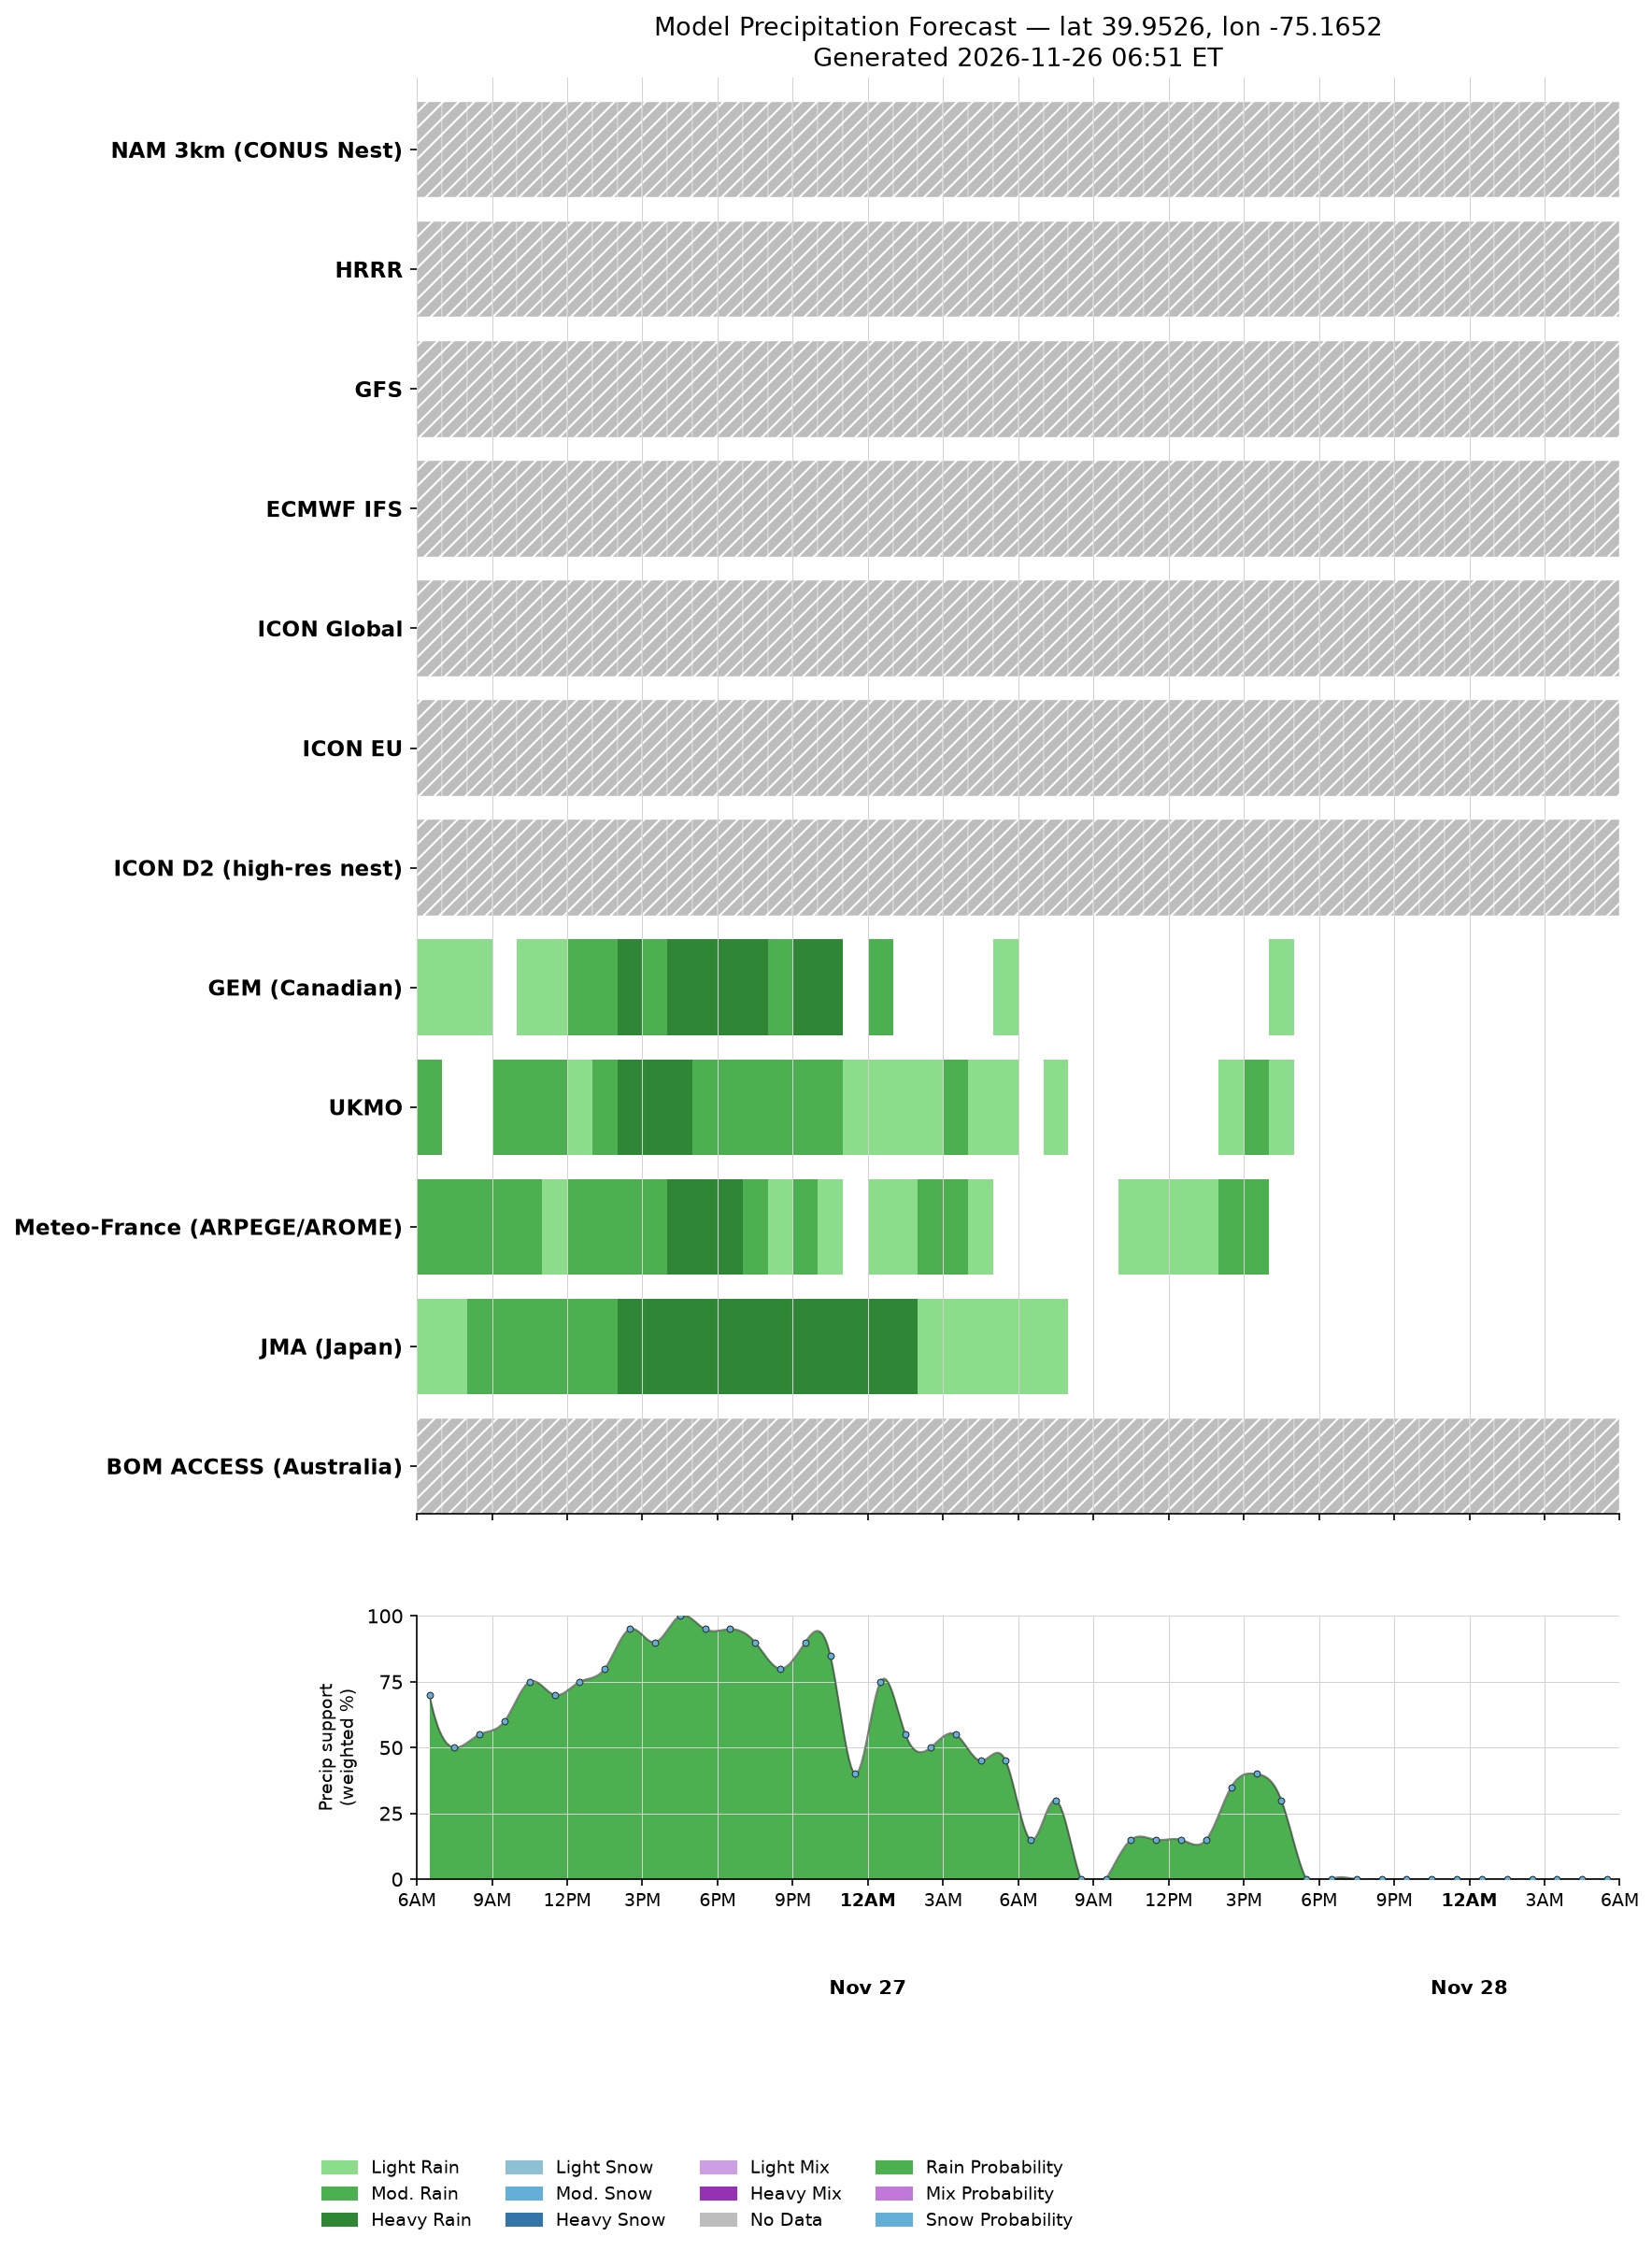 Model Precipitation Forecast — lat 39.9526, lon -75.1652
Generated 2026-11-26 06:51 ET
NAM 3km (CONUS Nest)
HRRR
GFS
ECMWF IFS
ICON Global
ICON EU
ICON D2 (high-res nest)
GEM (Canadian)
UKMO
Meteo-France (ARPEGE/AROME)
JMA (Japan)
BOM ACCESS (Australia)
Precip support
(weighted %)
100
75
50
25
0
6AM 9AM 12PM 3PM 6PM 9PM 12AM 3AM 6AM 9AM 12PM 3PM 6PM 9PM 12AM 3AM 6AM
Nov 27 Nov 28
Light Rain Light Snow Light Mix Rain Probability
Mod. Rain Mod. Snow Heavy Mix Mix Probability
Heavy Rain Heavy Snow No Data Snow Probability